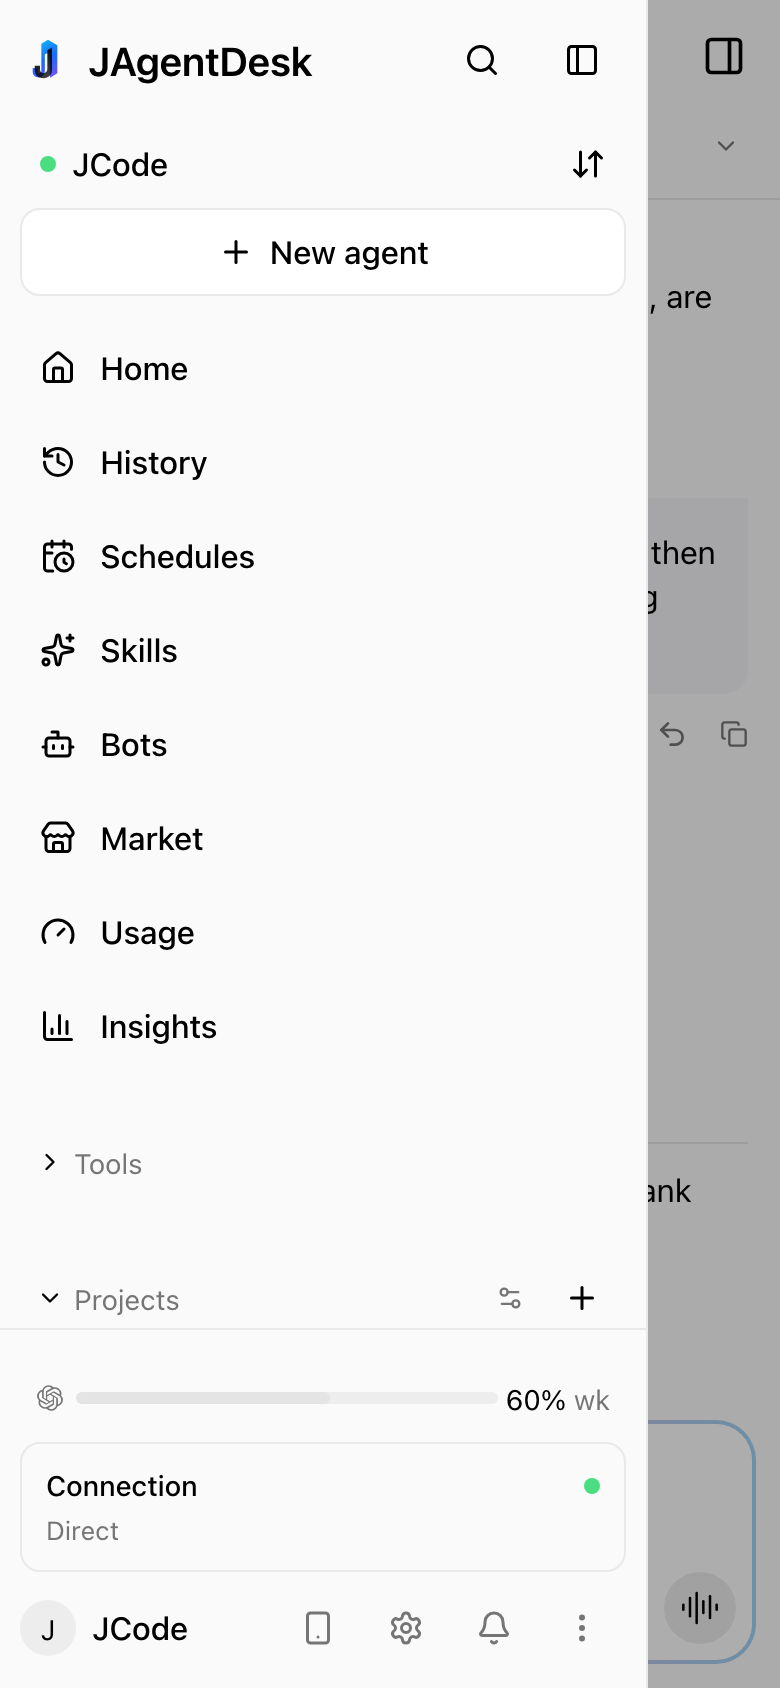 JAgentDesk
JCode
New agent
, are
Home
History
Schedules
then
g
Skills
Bots
Market
Usage
Insights
Tools
ank
Projects
60% wk
Connection
Direct
J JCode